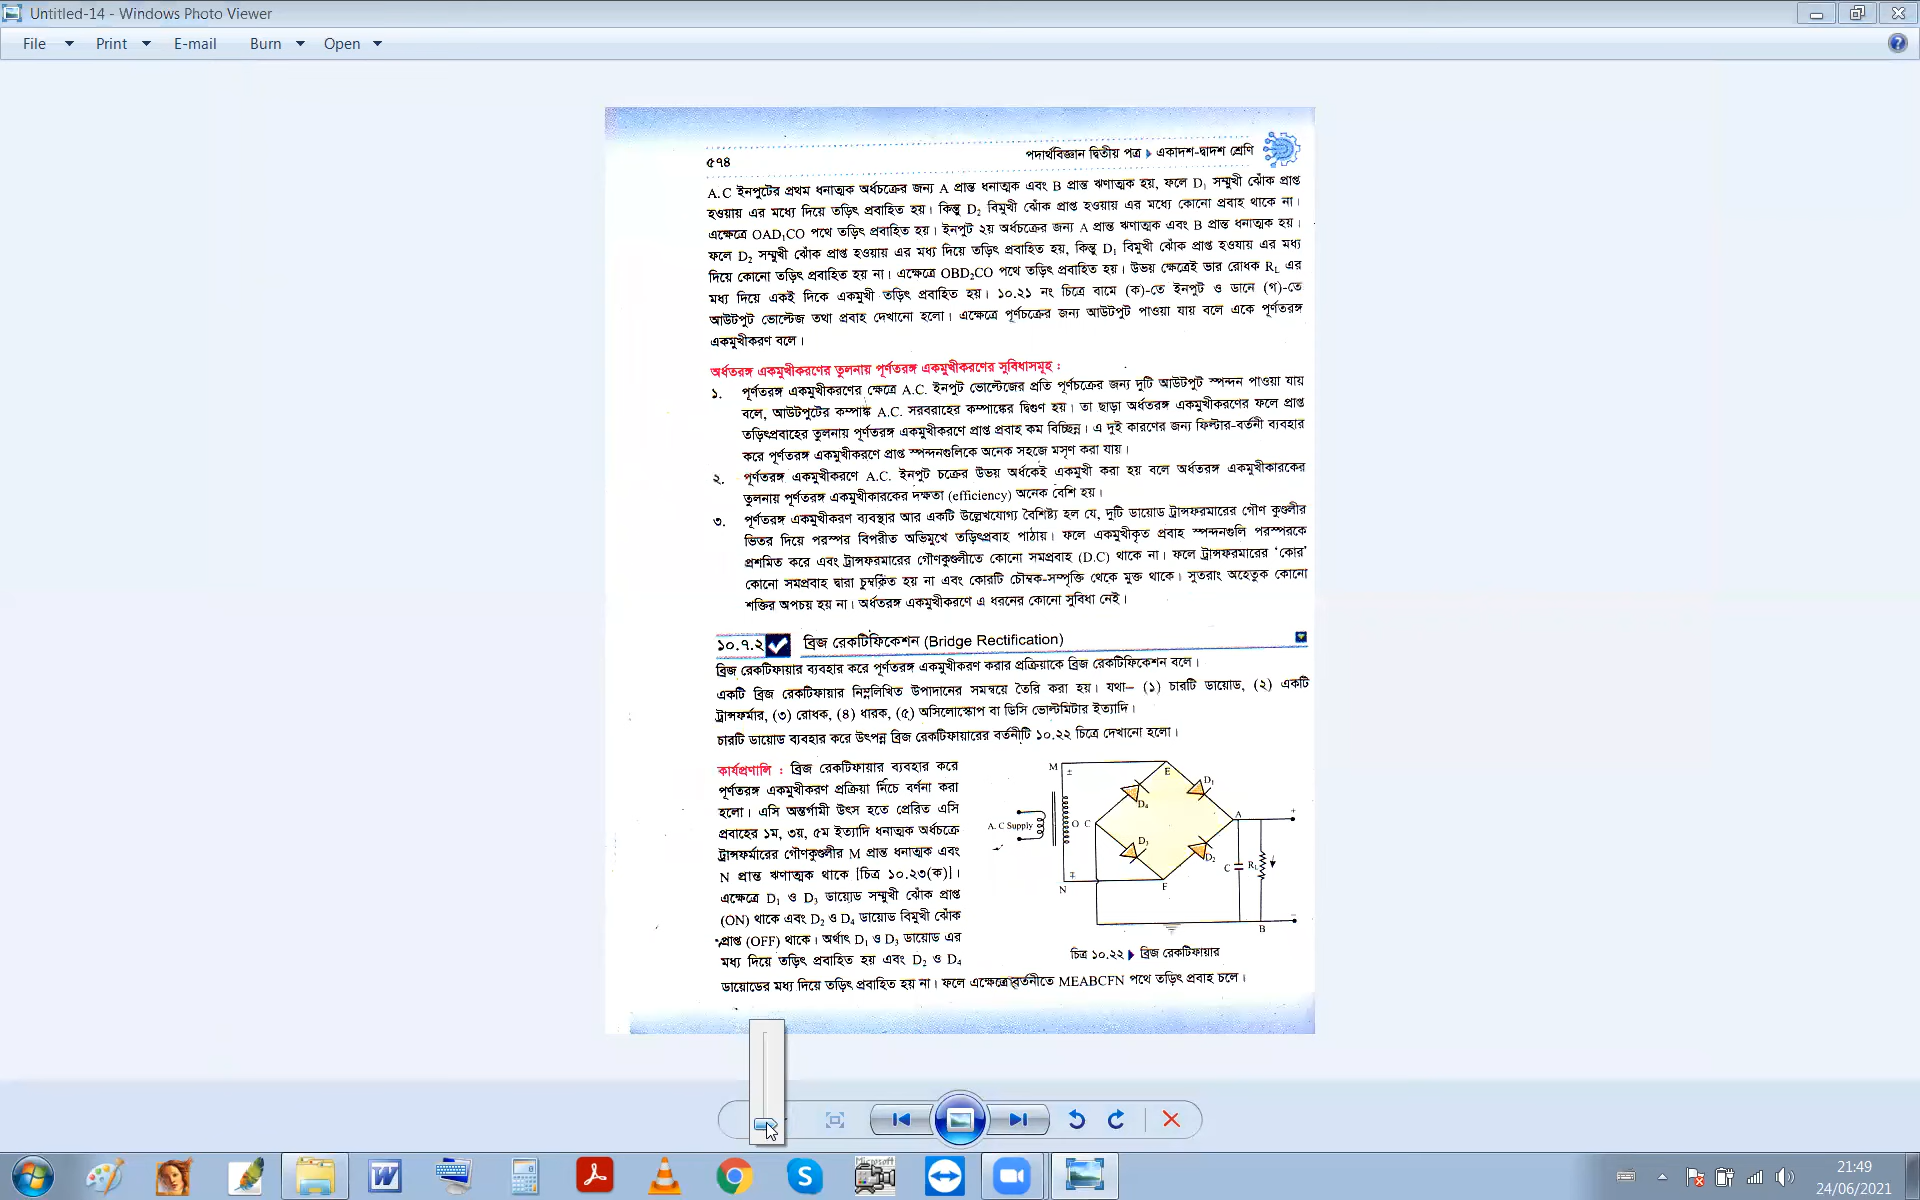 Untitled-14 - Windows Photo Viewer
File Print E-mail Burn Open
৫৭৪
পদার্থবিজ্ঞান দ্বিতীয় পত্র একাদশ-দ্বাদশ শ্রেণি
A.C ইনপুটের প্রথম ধনাত্মক অর্ধচক্রের জন্য A প্রান্ত ধনাত্মক এবং B প্রান্ত ঋণাত্মক হয়, ফলে D₁ সম্মুখী ঝোঁক প্রাপ্ত
হওয়ায় এর মধ্যে দিয়ে তড়িৎ প্রবাহিত হয়। কিন্তু D₂ বিমুখী ঝোঁক প্রাপ্ত হওয়ায় এর মধ্যে কোনো প্রবাহ থাকে না।
এক্ষেত্রে OAD₁CO পথে তড়িৎ প্রবাহিত হয়। ইনপুট ২য় অর্ধচক্রের জন্য A প্রান্ত ঋণাত্মক এবং B প্রান্ত ধনাত্মক হয়।
ফলে D₂ সম্মুখী ঝোঁক প্রাপ্ত হওয়ায় এর মধ্য দিয়ে তড়িৎ প্রবাহিত হয়, কিন্তু D₁ বিমুখী ঝোঁক প্রাপ্ত হওযায় এর মধ্য
দিয়ে কোনো তড়িৎ প্রবাহিত হয় না। এক্ষেত্রে OBD₂CO পথে তড়িৎ প্রবাহিত হয়। উভয় ক্ষেত্রেই ভার রোধক R_L এর
মধ্য দিয়ে একই দিকে একমুখী তড়িৎ প্রবাহিত হয়। ১০.২১ নং চিত্রে বামে (ক)-তে ইনপুট ও ডানে (গ)-তে
আউটপুট ভোল্টেজ তথা প্রবাহ দেখানো হলো। এক্ষেত্রে পূর্ণচক্রের জন্য আউটপুট পাওয়া যায় বলে একে পূর্ণতরঙ্গ
একমুখীকরণ বলে।
অর্ধতরঙ্গ একমুখীকরণের তুলনায় পূর্ণতরঙ্গ একমুখীকরণের সুবিধাসমূহ :
১. পূর্ণতরঙ্গ একমুখীকরণের ক্ষেত্রে A.C. ইনপুট ভোল্টেজের প্রতি পূর্ণচক্রের জন্য দুটি আউটপুট স্পন্দন পাওয়া যায়
বলে, আউটপুটের কম্পাঙ্ক A.C. সরবরাহের কম্পাঙ্কের দ্বিগুণ হয়। তা ছাড়া অর্ধতরঙ্গ একমুখীকরণের ফলে প্রাপ্ত
তড়িৎপ্রবাহের তুলনায় পূর্ণতরঙ্গ একমুখীকরণে প্রাপ্ত প্রবাহ কম বিচ্ছিন্ন। এ দুই কারণের জন্য ফিল্টার-বর্তনী ব্যবহার
করে পূর্ণতরঙ্গ একমুখীকরণে প্রাপ্ত স্পন্দনগুলিকে অনেক সহজে মসৃণ করা যায়।
২. পূর্ণতরঙ্গ একমুখীকরণে A.C. ইনপুট চক্রের উভয় অর্ধকেই একমুখী করা হয় বলে অর্ধতরঙ্গ একমুখীকারকের
তুলনায় পূর্ণতরঙ্গ একমুখীকারকের দক্ষতা (efficiency) অনেক বেশি হয়।
৩. পূর্ণতরঙ্গ একমুখীকরণ ব্যবস্থার আর একটি উল্লেখযোগ্য বৈশিষ্ট্য হল যে, দুটি ডায়োড ট্রান্সফরমারের গৌণ কুণ্ডলীর
ভিতর দিয়ে পরস্পর বিপরীত অভিমুখে তড়িৎপ্রবাহ পাঠায়। ফলে একমুখীকৃত প্রবাহ স্পন্দনগুলি পরস্পরকে
প্রশমিত করে এবং ট্রান্সফরমারের গৌণকুণ্ডলীতে কোনো সমপ্রবাহ (D.C) থাকে না। ফলে ট্রান্সফরমারের ‘কোর’
কোনো সমপ্রবাহ দ্বারা চুম্বকিত হয় না এবং কোরটি চৌম্বক-সম্পৃক্তি থেকে মুক্ত থাকে। সুতরাং অহেতুক কোনো
শক্তির অপচয় হয় না। অর্ধতরঙ্গ একমুখীকরণে এ ধরনের কোনো সুবিধা নেই।
১০.৭.২ ব্রিজ রেকটিফিকেশন (Bridge Rectification)
ব্রিজ রেকটিফায়ার ব্যবহার করে পূর্ণতরঙ্গ একমুখীকরণ করার প্রক্রিয়াকে ব্রিজ রেকটিফিকেশন বলে।
একটি ব্রিজ রেকটিফায়ার নিম্নলিখিত উপাদানের সমন্বয়ে তৈরি করা হয়। যথা– (১) চারটি ডায়োড, (২) একটি
ট্রান্সফর্মার, (৩) রোধক, (৪) ধারক, (৫) অসিলোস্কোপ বা ডিসি ভোল্টমিটার ইত্যাদি।
চারটি ডায়োড ব্যবহার করে উৎপন্ন ব্রিজ রেকটিফায়ারের বর্তনীটি ১০.২২ চিত্রে দেখানো হলো।
কার্যপ্রণালি : ব্রিজ রেকটিফায়ার ব্যবহার করে
পূর্ণতরঙ্গ একমুখীকরণ প্রক্রিয়া নিচে বর্ণনা করা
হলো। এসি অন্তর্গামী উৎস হতে প্রেরিত এসি
প্রবাহের ১ম, ৩য়, ৫ম ইত্যাদি ধনাত্মক অর্ধচক্রে
ট্রান্সফর্মারের গৌণকুণ্ডলীর M প্রান্ত ধনাত্মক এবং
N প্রান্ত ঋণাত্মক থাকে [চিত্র ১০.২৩(ক)]।
এক্ষেত্রে D₁ ও D₃ ডায়োড সম্মুখী ঝোঁক প্রাপ্ত
(ON) থাকে এবং D₂ ও D₄ ডায়োড বিমুখী ঝোঁক
প্রাপ্ত (OFF) থাকে। অর্থাৎ D₁ ও D₃ ডায়োড এর
মধ্য দিয়ে তড়িৎ প্রবাহিত হয় এবং D₂ ও D₄
ডায়োডের মধ্য দিয়ে তড়িৎ প্রবাহিত হয় না। ফলে এক্ষেত্রে বর্তনীতে MEABCFN পথে তড়িৎ প্রবাহ চলে।
M ± E D₁
D₄
A. C Supply O C A +
D₃ D₂ C R_L
∓ N F
B −
চিত্র ১০.২২ ব্রিজ রেকটিফায়ার
21:49
24/06/2021